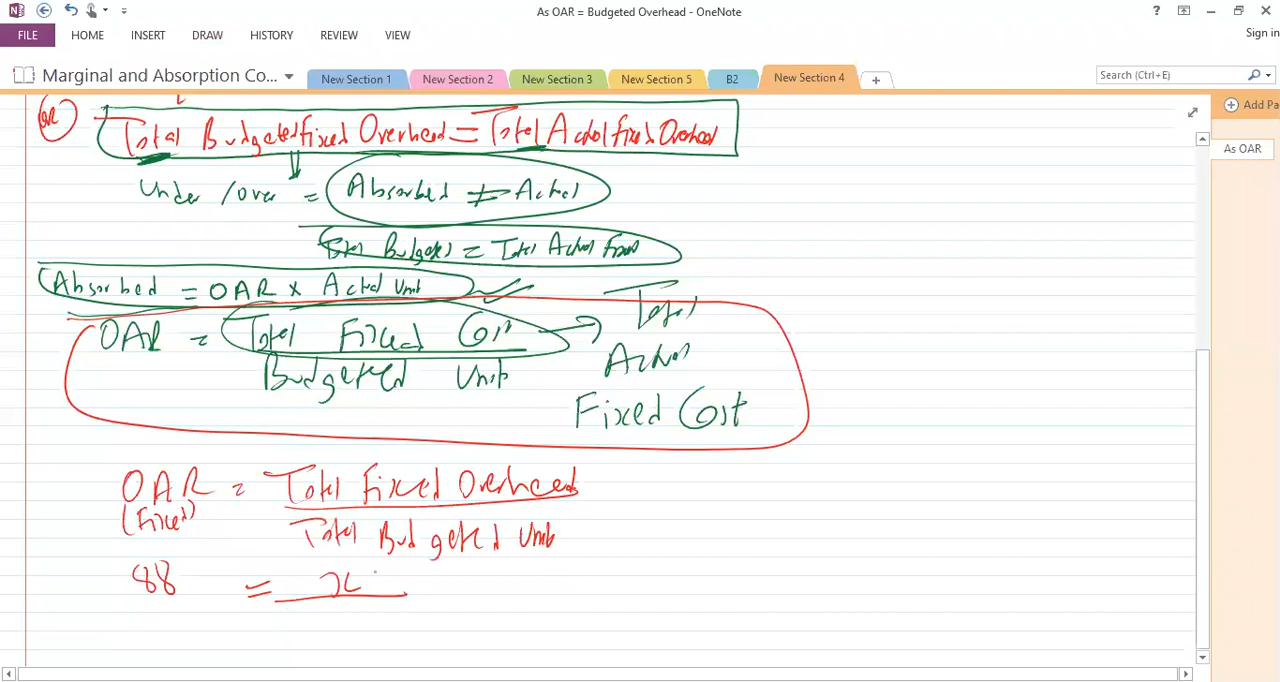 As OAR = Budgeted Overhead - OneNote
?
FILE HOME INSERT DRAW HISTORY REVIEW VIEW
Sign in
Marginal and Absorption Co...
New Section 1 New Section 2 New Section 3 New Section 5 B2 New Section 4 +
Search (Ctrl+E)
Add Pa
As OAR
OR Total Budgeted Fixed Overhead = Total Actual Fixed Overhead
Under / over = Absorbed ≠ Actual
Total Budgeted = Total Actual Fixed
Absorbed = OAR x Actual Unit
OAR = Total Fixed Cost
Budgeted Unit
Total
Actual
Fixed Cost
OAR = Total Fixed Overhead
(Fixed) Total Budgeted Unit
88 = x